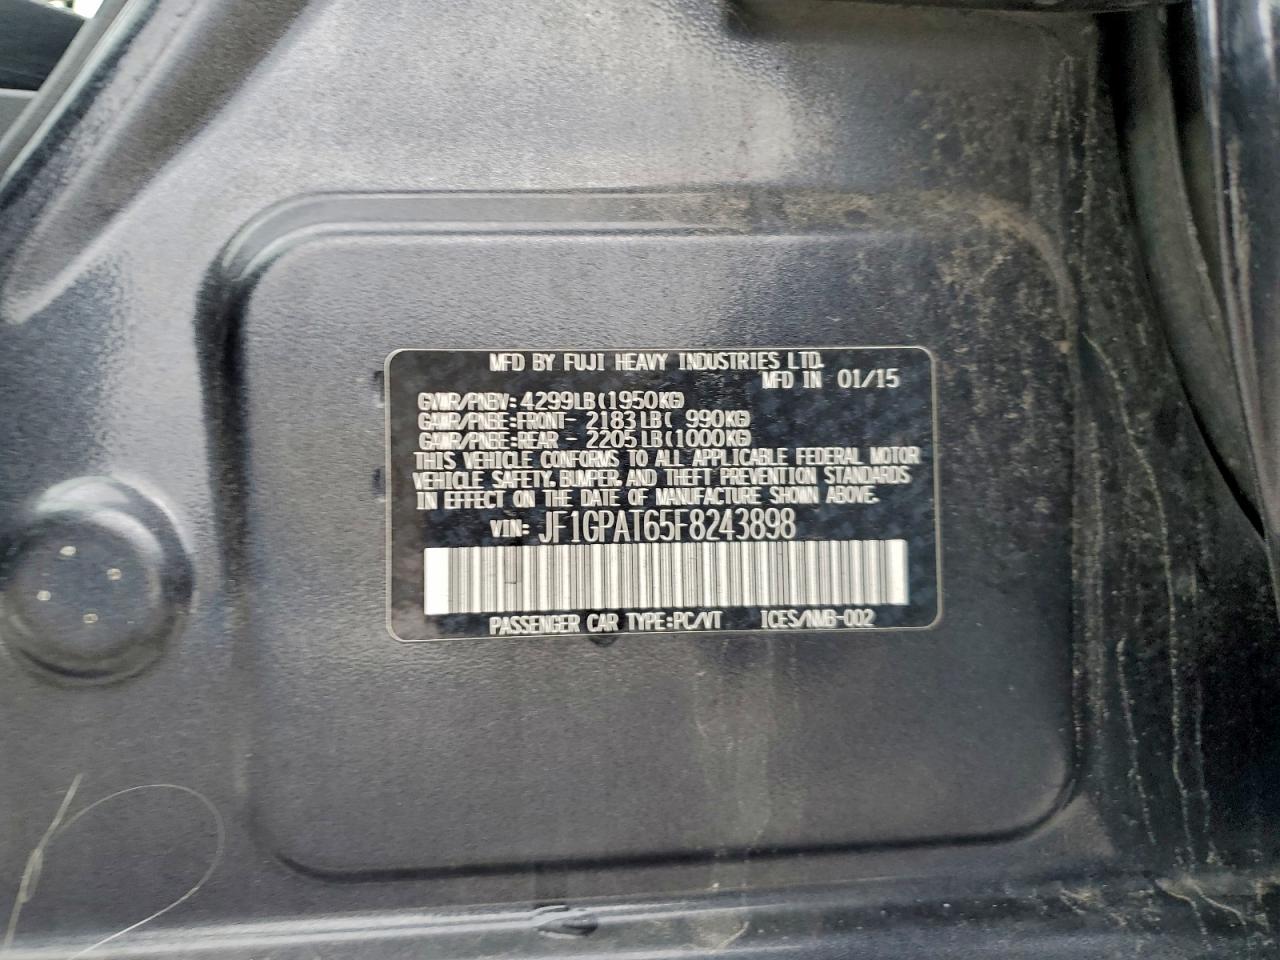 MFD BY FUJI HEAVY INDUSTRIES LTD.
MFD IN 01/15
GVWR/PNBV: 4299LB(1950KG)
GAWR/PNBE:FRONT- 2183LB( 990KG)
GAWR/PNBE:REAR - 2205LB(1000KG)
THIS VEHICLE CONFORMS TO ALL APPLICABLE FEDERAL MOTOR
VEHICLE SAFETY, BUMPER, AND THEFT PREVENTION STANDARDS
IN EFFECT ON THE DATE OF MANUFACTURE SHOWN ABOVE.
VIN: JF1GPAT65F8243898
PASSENGER CAR TYPE:PC/VT ICES/NMB-002